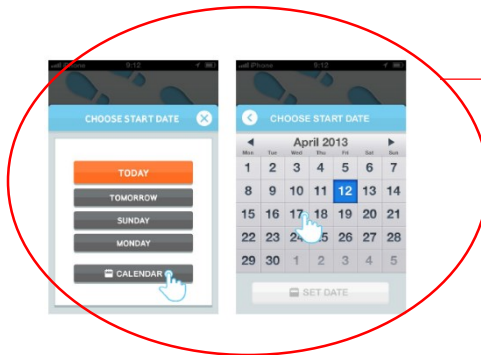 iPhone 9:12
CHOOSE START DATE
TODAY
TOMORROW
SUNDAY
MONDAY
CALENDAR
iPhone 9:12
CHOOSE START DATE
April 2013
Mon Tue Wed Thu Fri Sat Sun
1 2 3 4 5 6 7
8 9 10 11 12 13 14
15 16 17 18 19 20 21
22 23 24 25 26 27 28
29 30 1 2 3 4 5
SET DATE